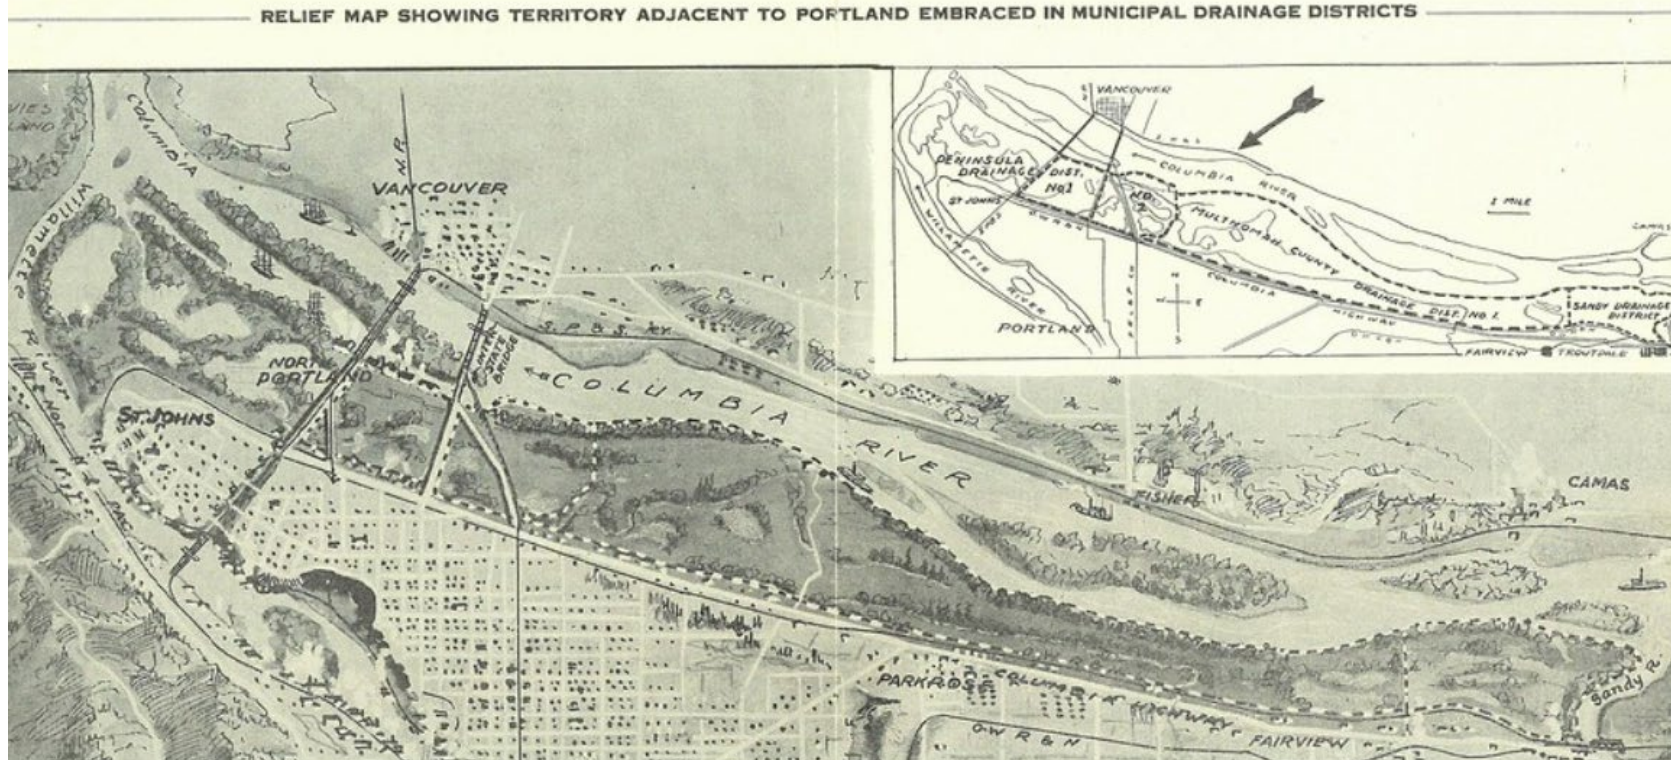 RELIEF MAP SHOWING TERRITORY ADJACENT TO PORTLAND EMBRACED IN MUNICIPAL DRAINAGE DISTRICTS
COLUMBIA
Willamette
River
N.P.
VANCOUVER
NORTH
PORTLAND
ST. JOHNS
INTER
STATE
BRIDGE
S.P. & S. RY.
COLUMBIA
RIVER
FISHER
CAMAS
PARKROSE
COLUMBIA HIGHWAY
O-W R & N
FAIRVIEW
Sandy R.
VANCOUVER
PENINSULA
DRAINAGE DIST.
No1
NO.
2
ST JOHNS
COLUMBIA RIVER
1 MILE
MULTNOMAH COUNTY
DRAINAGE
DIST. NO. 1.
COLUMBIA
HIGHWAY
WILLAMETTE
RIVER
PORTLAND
N
E
S
SANDY DRAINAGE
DISTRICT
FAIRVIEW
TROUTDALE
CAMAS